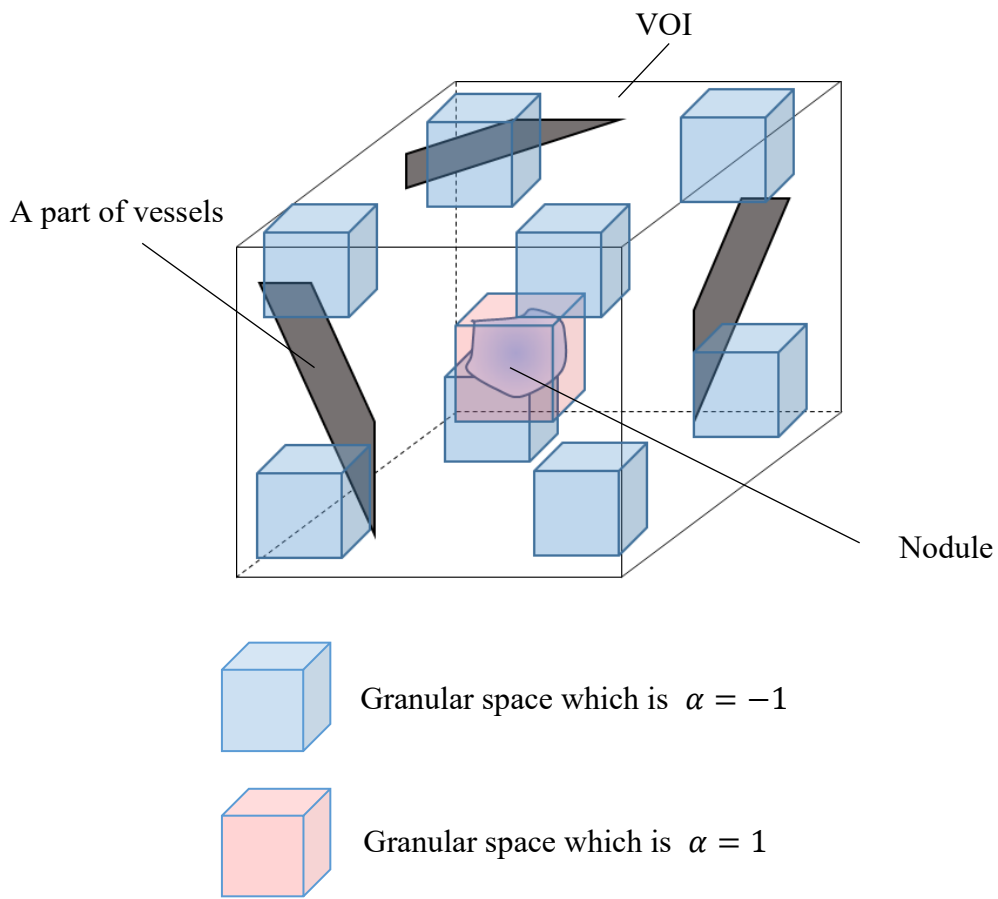 VOI
A part of vessels
Nodule
Granular space which is 𝛼 = −1
Granular space which is 𝛼 = 1